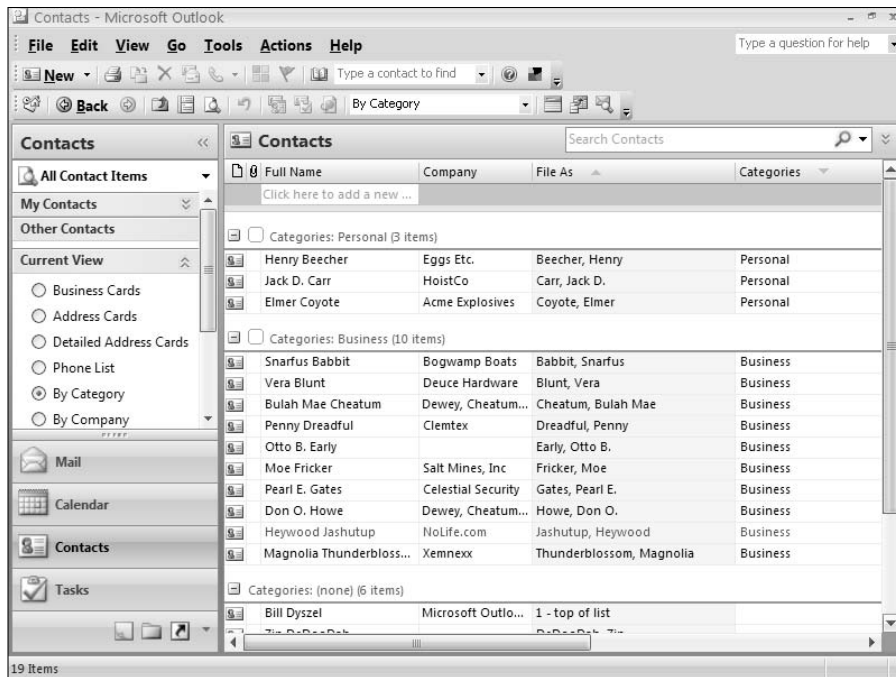 Contacts - Microsoft Outlook
File Edit View Go Tools Actions Help
Type a question for help
New
Type a contact to find
Back
By Category
Contacts
All Contact Items
My Contacts
Other Contacts
Current View
Business Cards
Address Cards
Detailed Address Cards
Phone List
By Category
By Company
Mail
Calendar
Contacts
Tasks
Contacts
Search Contacts
Full Name Company File As Categories
Click here to add a new ...
Categories: Personal (3 items)
Henry Beecher Eggs Etc. Beecher, Henry Personal
Jack D. Carr HoistCo Carr, Jack D. Personal
Elmer Coyote Acme Explosives Coyote, Elmer Personal
Categories: Business (10 items)
Snarfus Babbit Bogwamp Boats Babbit, Snarfus Business
Vera Blunt Deuce Hardware Blunt, Vera Business
Bulah Mae Cheatum Dewey, Cheatum... Cheatum, Bulah Mae Business
Penny Dreadful Clemtex Dreadful, Penny Business
Otto B. Early Early, Otto B. Business
Moe Fricker Salt Mines, Inc Fricker, Moe Business
Pearl E. Gates Celestial Security Gates, Pearl E. Business
Don O. Howe Dewey, Cheatum... Howe, Don O. Business
Heywood Jashutup NoLife.com Jashutup, Heywood Business
Magnolia Thunderbloss... Xemnexx Thunderblossom, Magnolia Business
Categories: (none) (6 items)
Bill Dyszel Microsoft Outlo... 1 - top of list
19 Items